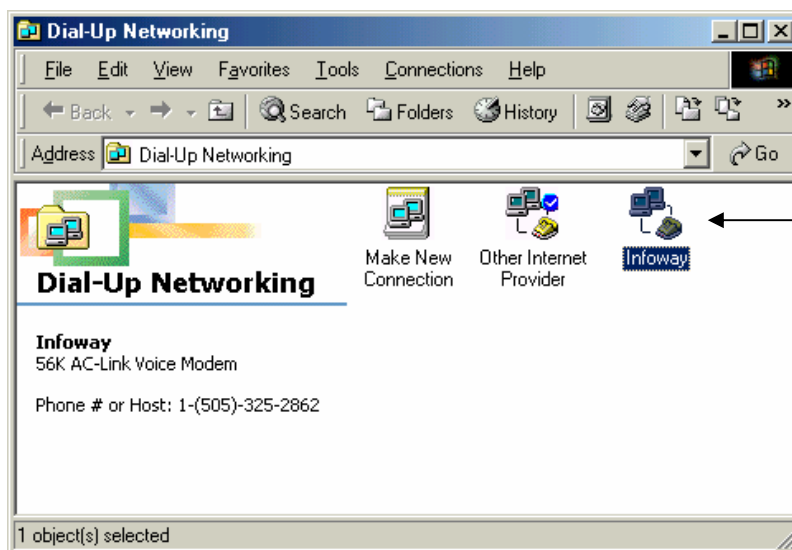 Dial-Up Networking
File Edit View Favorites Tools Connections Help
Back Search Folders History »
Address Dial-Up Networking Go
Make New
Connection
Other Internet
Provider
Infoway
Dial-Up Networking
Infoway
56K AC-Link Voice Modem
Phone # or Host: 1-(505)-325-2862
1 object(s) selected